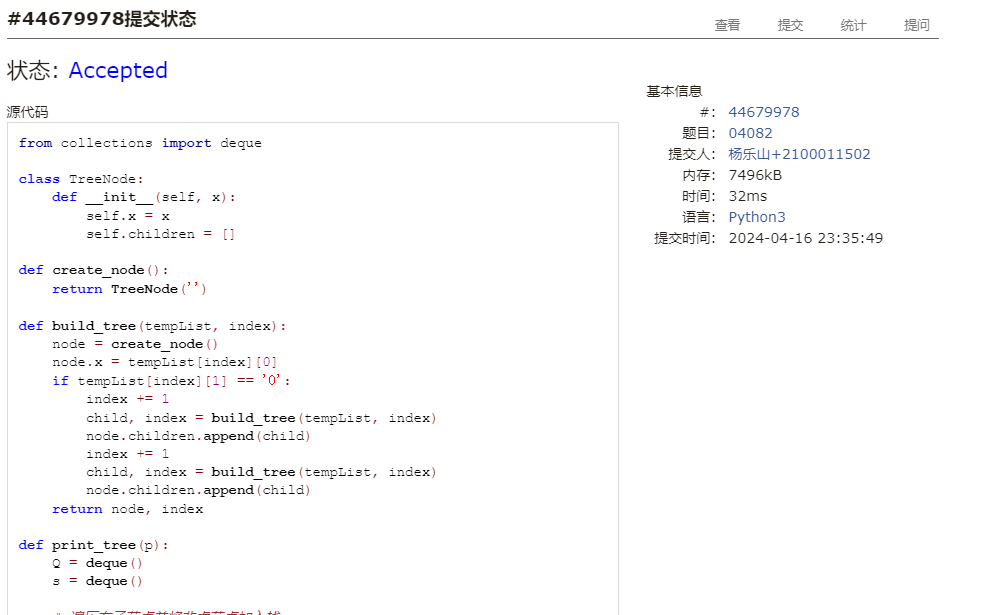 #44679978提交状态
查看 提交 统计 提问
状态: Accepted
源代码
from collections import deque
class TreeNode:
def __init__(self, x):
self.x = x
self.children = []
def create_node():
return TreeNode('')
def build_tree(tempList, index):
node = create_node()
node.x = tempList[index][0]
if tempList[index][1] == '0':
index += 1
child, index = build_tree(tempList, index)
node.children.append(child)
index += 1
child, index = build_tree(tempList, index)
node.children.append(child)
return node, index
def print_tree(p):
Q = deque()
s = deque()
基本信息
#: 44679978
题目: 04082
提交人: 杨乐山+2100011502
内存: 7496kB
时间: 32ms
语言: Python3
提交时间: 2024-04-16 23:35:49